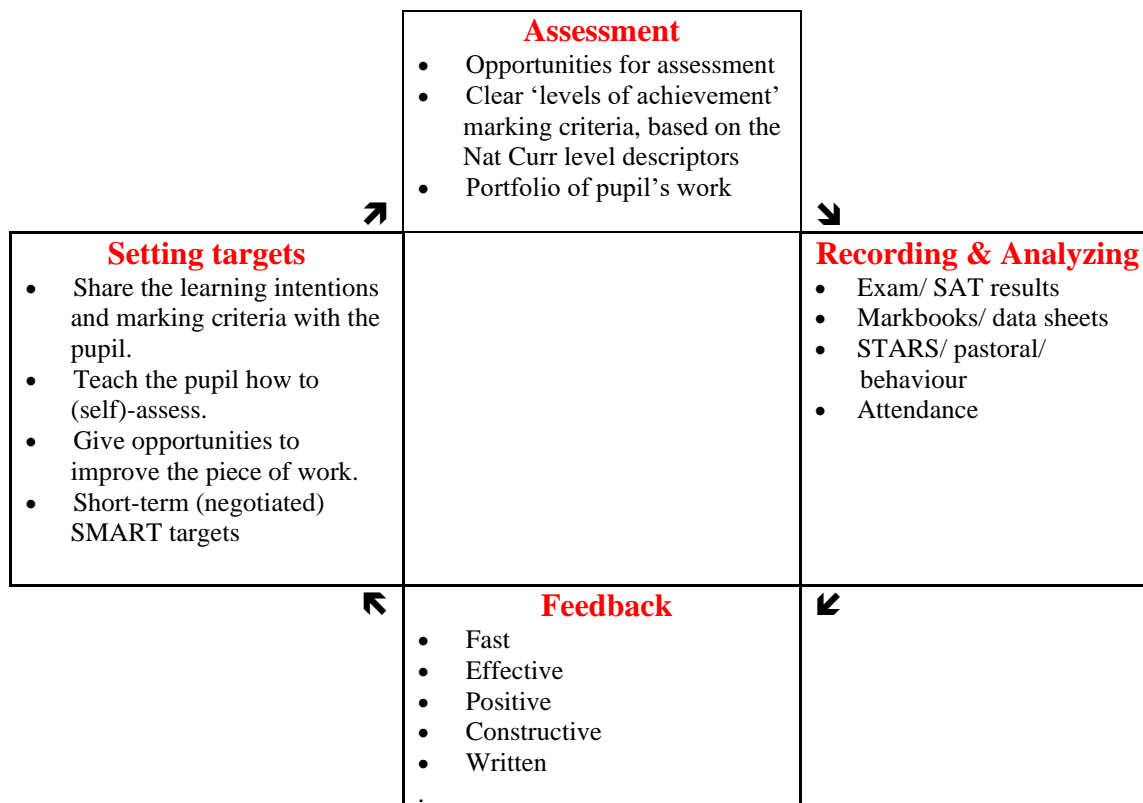 Assessment
• Opportunities for assessment
• Clear ‘levels of achievement’
marking criteria, based on the
Nat Curr level descriptors
• Portfolio of pupil’s work
Setting targets
• Share the learning intentions
and marking criteria with the
pupil.
• Teach the pupil how to
(self)-assess.
• Give opportunities to
improve the piece of work.
• Short-term (negotiated)
SMART targets
Recording & Analyzing
• Exam/ SAT results
• Markbooks/ data sheets
• STARS/ pastoral/
behaviour
• Attendance
Feedback
• Fast
• Effective
• Positive
• Constructive
• Written